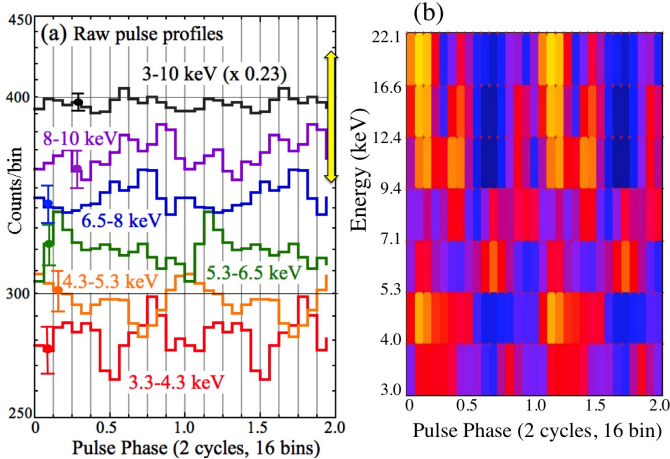 (a) Raw pulse profiles
3-10 keV (x 0.23)
8-10 keV
6.5-8 keV
5.3-6.5 keV
4.3-5.3 keV
3.3-4.3 keV
400
300
250
Counts/bin
0 0.5 1.0 1.5 2.0
Pulse Phase (2 cycles, 16 bins)
(b)
22.1
16.6
12.4
9.4
7.1
5.3
4.0
3.0
Energy (keV)
0 0.5 1.0 1.5 2.0
Pulse Phase (2 cycles, 16 bin)